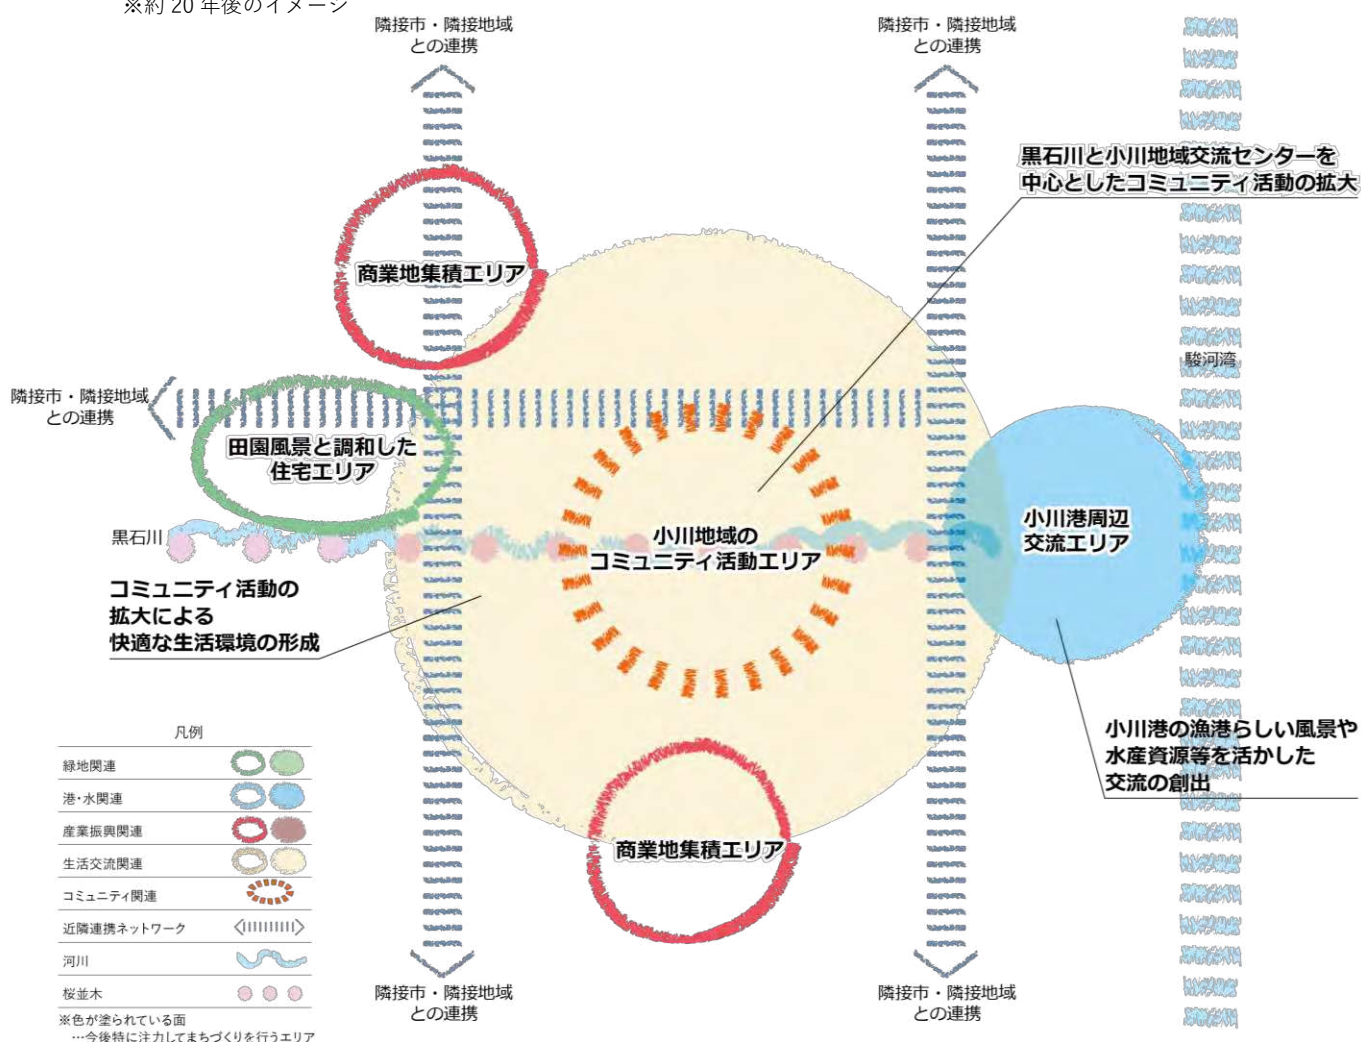 ※約20年後のイメージ
隣接市・隣接地域
との連携
隣接市・隣接地域
との連携
黒石川と小川地域交流センターを
中心としたコミュニティ活動の拡大
商業地集積エリア
駿河湾
隣接市・隣接地域
との連携
田園風景と調和した
住宅エリア
黒石川
小川地域の
コミュニティ活動エリア
小川港周辺
交流エリア
コミュニティ活動の
拡大による
快適な生活環境の形成
小川港の漁港らしい風景や
水産資源等を活かした
交流の創出
商業地集積エリア
凡例
緑地関連
港・水関連
産業振興関連
生活交流関連
コミュニティ関連
近隣連携ネットワーク
河川
桜並木
※色が塗られている面
…今後特に注力してまちづくりを行うエリア
隣接市・隣接地域
との連携
隣接市・隣接地域
との連携